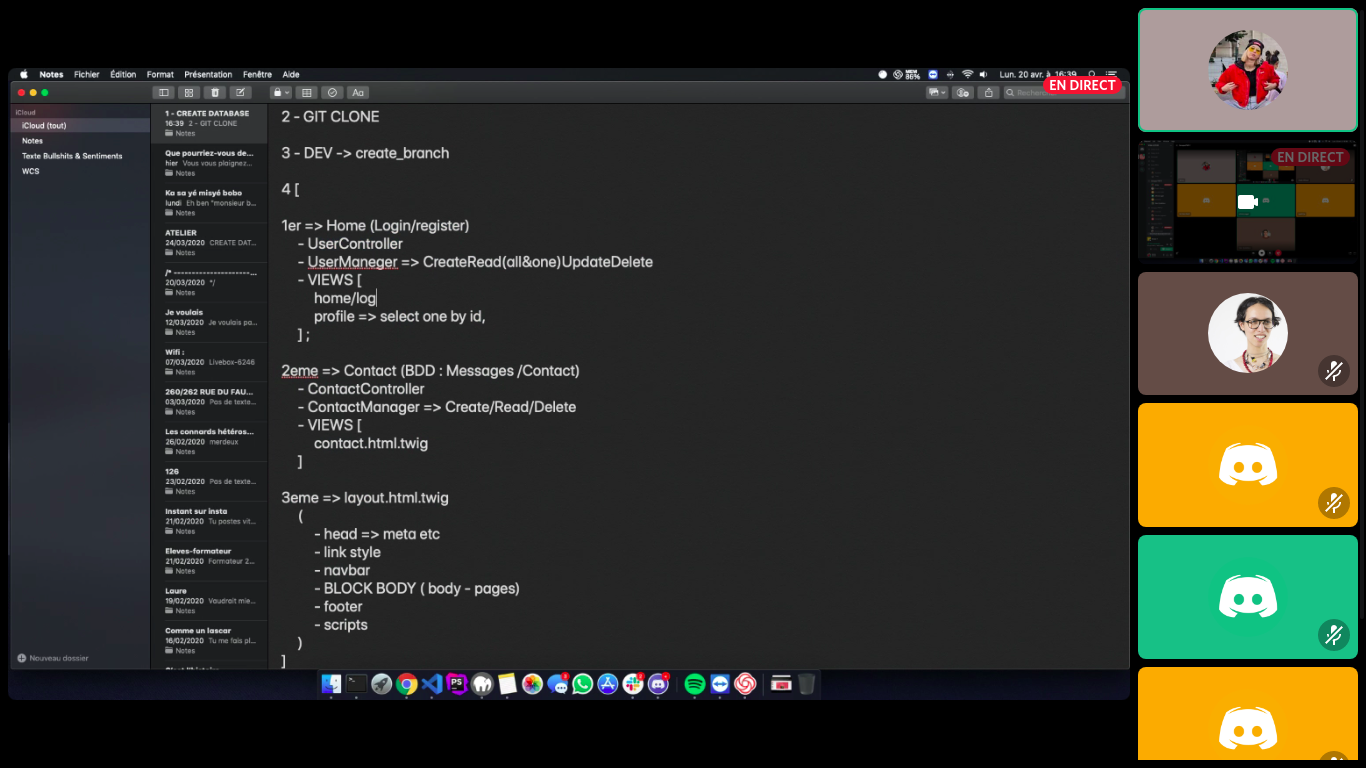 Notes Fichier Édition Format Présentation Fenêtre Aide
MEM 86%
Lun. 20 avr. à 16:39
EN DIRECT
Aa
iCloud
iCloud (tout)
Notes
Texte Bullshits & Sentiments
WCS
Nouveau dossier
1 - CREATE DATABASE
16:39 2 - GIT CLONE
Notes
Que pourriez-vous de...
hier Vous vous plaignez...
Notes
Ka sa yé misyé bobo
lundi Eh ben "monsieur b...
Notes
ATELIER
24/03/2020 CREATE DAT...
Notes
20/03/2020 */
Notes
Je voulais
12/03/2020 Je voulais pa...
Notes
Wifi :
07/03/2020 Livebox-6246
Notes
260/262 RUE DU FAU...
03/03/2020 Pas de texte...
Notes
Les connards hétéros...
26/02/2020 merdeux
Notes
126
23/02/2020 Pas de texte...
Notes
Instant sur insta
21/02/2020 Tu postes vit...
Notes
Eleves-formateur
21/02/2020 Formateur 2...
Notes
Laure
19/02/2020 Vaudrait mie...
Notes
Comme un lascar
16/02/2020 Tu me fais pl...
Notes
2 - GIT CLONE
3 - DEV -> create_branch
4 [
1er => Home (Login/register)
- UserController
- UserManeger => CreateRead(all&one)UpdateDelete
- VIEWS [
home/log
profile => select one by id,
] ;
2eme => Contact (BDD : Messages /Contact)
- ContactController
- ContactManager => Create/Read/Delete
- VIEWS [
contact.html.twig
]
3eme => layout.html.twig
(
- head => meta etc
- link style
- navbar
- BLOCK BODY ( body - pages)
- footer
- scripts
)
]
EN DIRECT